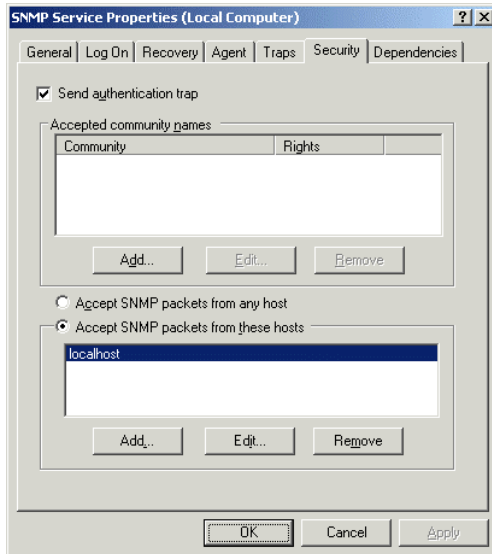 SNMP Service Properties (Local Computer)
General Log On Recovery Agent Traps Security Dependencies
Send authentication trap
Accepted community names
Community Rights
Add... Edit... Remove
Accept SNMP packets from any host
Accept SNMP packets from these hosts
localhost
Add... Edit... Remove
OK Cancel Apply